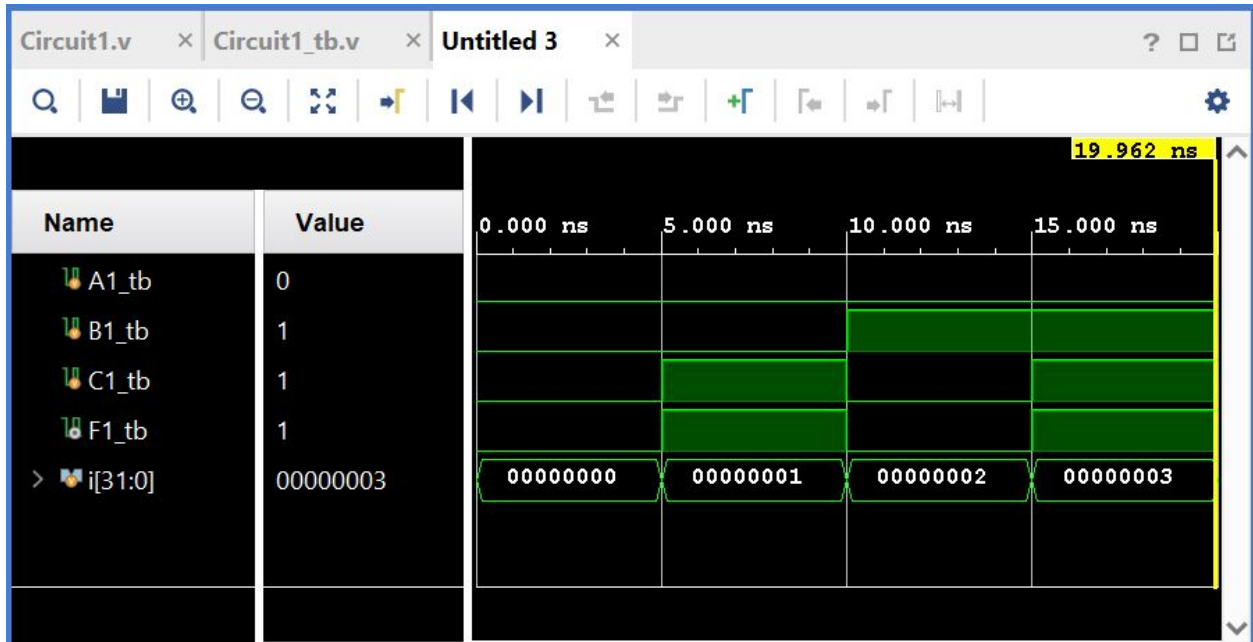 Circuit1.v × Circuit1_tb.v × Untitled 3 × ?
19.962 ns
Name Value 0.000 ns 5.000 ns 10.000 ns 15.000 ns
A1_tb 0
B1_tb 1
C1_tb 1
F1_tb 1
> i[31:0] 00000003 00000000 00000001 00000002 00000003